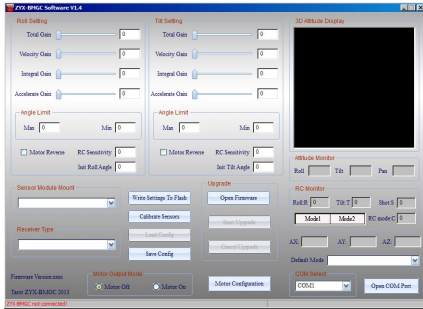 ZYX-BMGC Software V1.4
Roll Setting
Total Gain 0
Velocity Gain 0
Integral Gain 0
Accelerate Gain 0
Angle Limit
Max 0 Min 0
Motor Reverse RC Sensitivity 0
Init Roll Angle 0
Tilt Setting
Total Gain 0
Velocity Gain 0
Integral Gain 0
Accelerate Gain 0
Angle Limit
Max 0 Min 0
Motor Reverse RC Sensitivity 0
Init Tilt Angle 0
3D Attitude Display
Attitude Monitor
Roll Tilt Pan
RC Monitor
Roll:R 0 Tilt:T 0 Shut:S 0
Mode1 Mode2 RC mode:C 0
AX: AY: AZ:
Default Mode
Sensor Module Mount
Receiver Type
Write Settings To Flash
Calibrate Sensors
Load Config
Save Config
Upgrade
Open Firmware
Start Upgrade
Cancel Upgrade
Firmware Version:xxx
Tarot ZYX-BMGC 2013
Motor Output Mode
Motor Off Motor On
Motor Configuration
COM Select
COM1
Open COM Port
ZYX-BMGC not connected!